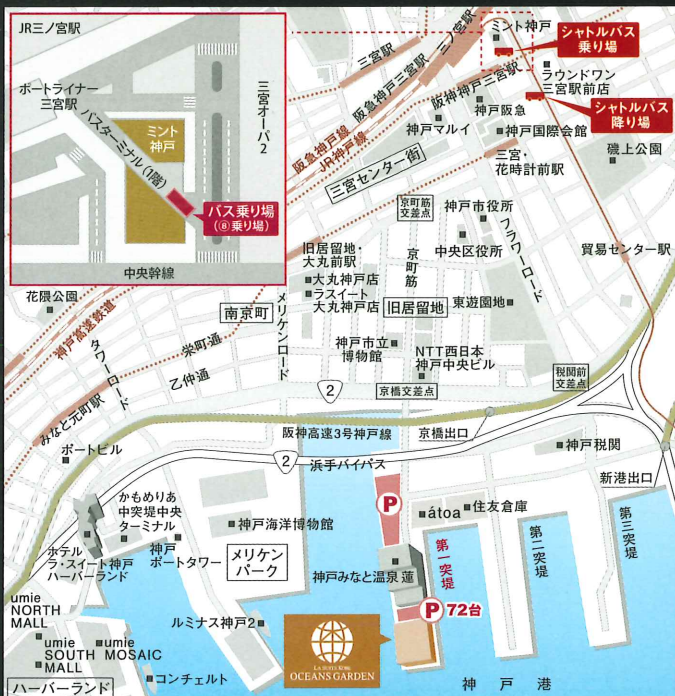 JR三ノ宮駅
ポートライナー
三宮駅
三宮オーパ2
ミント
神戸
バスターミナル(1階)
バス乗り場
(⑧乗り場)
中央幹線
三宮駅
三ノ宮駅
阪急神戸三宮駅
阪神神戸三宮駅
ミント神戸
シャトルバス
乗り場
ラウンドワン
三宮駅前店
シャトルバス
降り場
阪急神戸線
JR神戸線
神戸マルイ
神戸阪急
神戸国際会館
磯上公園
三宮センター街
三宮・
花時計前駅
京町筋
交差点
神戸市役所
中央区役所
フラワーロード
貿易センター駅
旧居留地・
大丸前駅
大丸神戸店
ラスイート
大丸神戸店
京町筋
花隈公園
神戸高速鉄道
南京町
メリケンロード
旧居留地
東遊園地
タワーロード
栄町通
神戸市立
博物館
NTT西日本
神戸中央ビル
乙仲通
税関前
交差点
2
京橋交差点
みなと元町駅
阪神高速3号神戸線
京橋出口
神戸税関
ポートビル
2
浜手バイパス
新港出口
かもめりあ
中突堤中央
ターミナル
神戸海洋博物館
P
átoa
住友倉庫
ホテル
ラ・スイート神戸
ハーバーランド
神戸
ポートタワー
メリケン
パーク
神戸みなと温泉 蓮
第一突堤
第二突堤
第三突堤
P 72台
umie
NORTH
MALL
ルミナス神戸2
umie
SOUTH
MALL
umie
MOSAIC
LA SUITE KOBE
OCEANS GARDEN
コンチェルト
ハーバーランド
神戸港